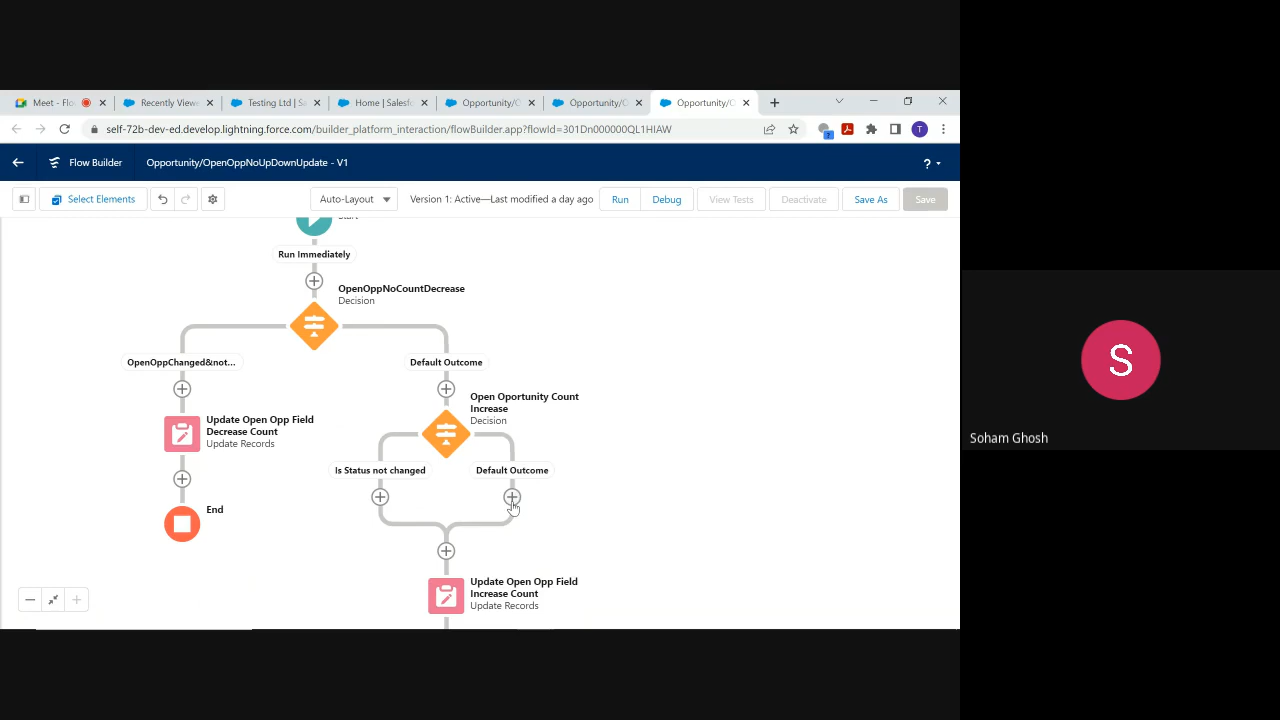 Meet - Flo
Recently View
Testing Ltd | S
Home | Salesf
Opportunity/O
Opportunity/O
Opportunity/O
self-72b-dev-ed.develop.lightning.force.com/builder_platform_interaction/flowBuilder.app?flowId=301Dn000000QL1HIAW
T
Flow Builder
Opportunity/OpenOppNoUpDownUpdate - V1
?
Select Elements
Auto-Layout
Version 1: Active—Last modified a day ago
Run
Debug
View Tests
Deactivate
Save As
Save
Start
Run Immediately
OpenOppNoCountDecrease
Decision
OpenOppChanged&not...
Default Outcome
Open Oportunity Count
Increase
Decision
Update Open Opp Field
Decrease Count
Update Records
Is Status not changed
Default Outcome
End
Update Open Opp Field
Increase Count
Update Records
S
Soham Ghosh